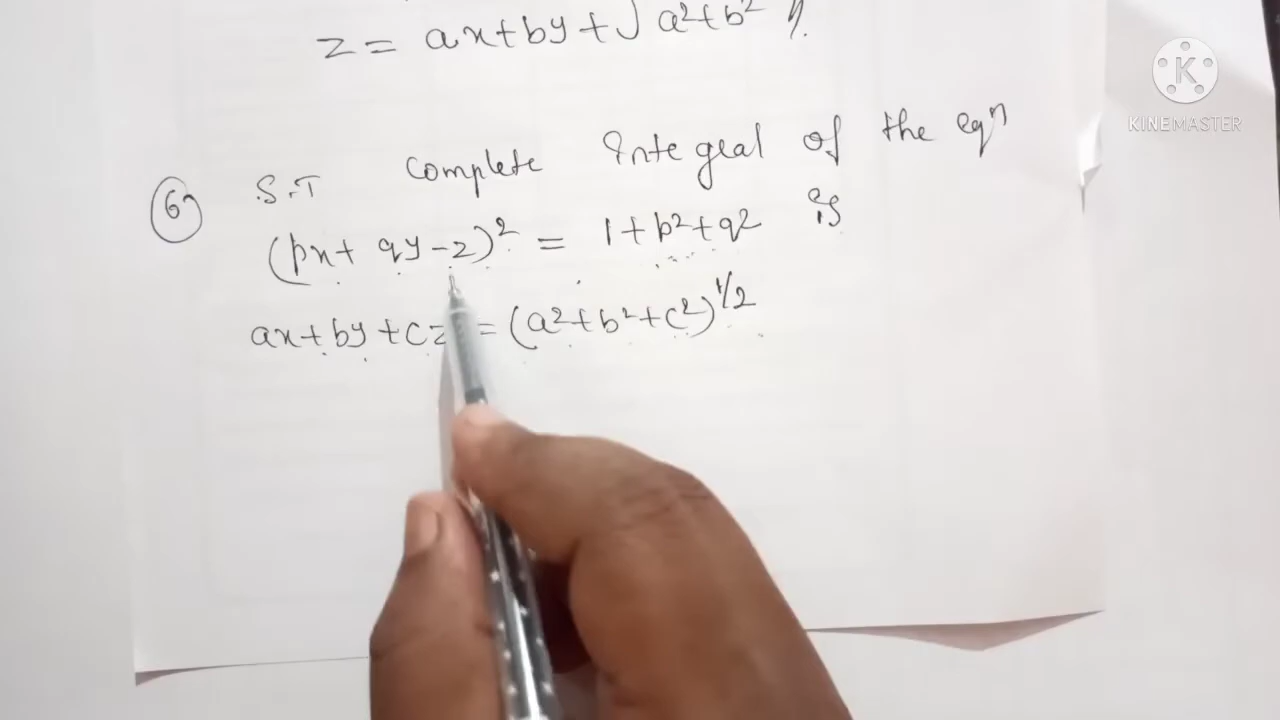 z = ax+by+√a²+b² //.
KINEMASTER
⑥ S.T complete Integral of the eqⁿ
(px+ qy-z)² = 1+p²+q² is
ax+by+cz = (a²+b²+c²)^1/2